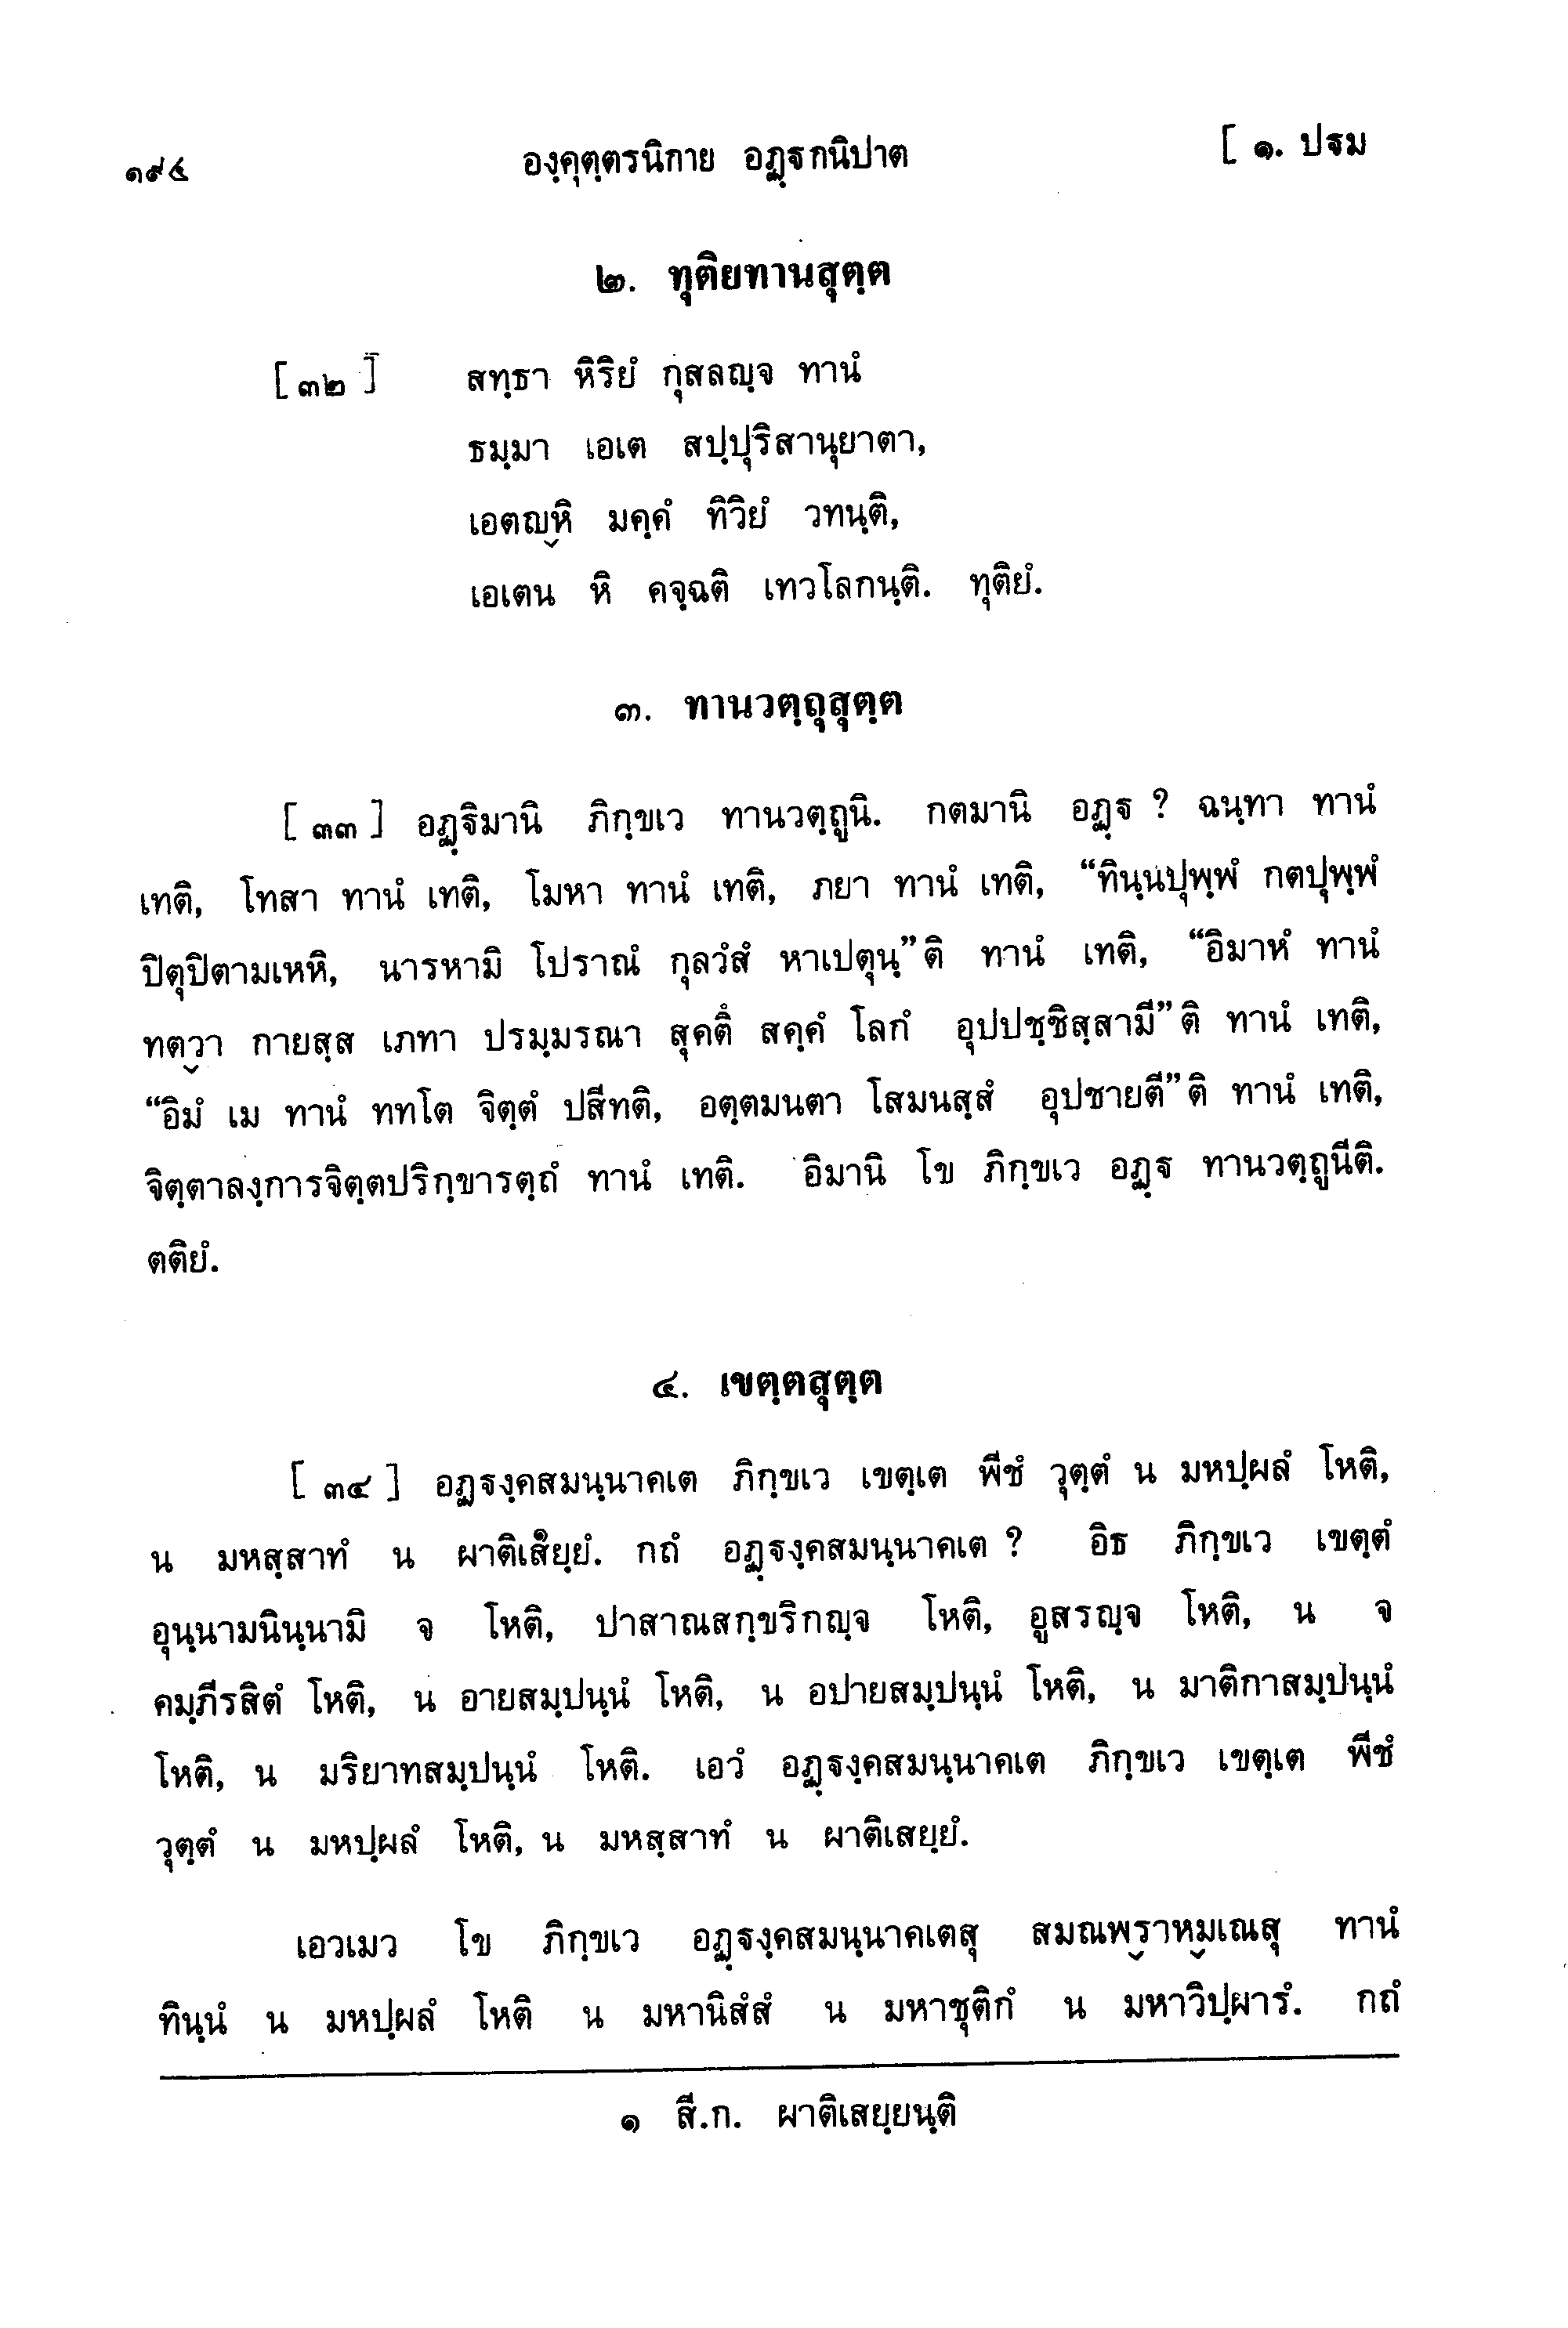 ๑๙๔ องฺคุตฺตรนิกาย อฏฺฐกนิปาต [ ๑. ปฐม
๒. ทุติยทานสุตฺต
[ ๓๒ ] สทฺธา หิริยํ กุสลญฺจ ทานํ
ธมฺมา เอเต สปฺปุริสานุยาตา,
เอตญฺหิ มคฺคํ ทิวิยํ วทนฺติ,
เอเตน หิ คจฺฉติ เทวโลกนฺติ. ทุติยํ.
๓. ทานวตฺถุสุตฺต
[ ๓๓ ] อฏฺฐิมานิ ภิกฺขเว ทานวตฺถูนิ. กตมานิ อฏฺฐ ? ฉนฺทา ทานํ
เทติ, โทสา ทานํ เทติ, โมหา ทานํ เทติ, ภยา ทานํ เทติ, “ทินฺนปุพฺพํ กตปุพฺพํ
ปิตุปิตามเหหิ, นารหามิ โปราณํ กุลวํสํ หาเปตุนฺ”ติ ทานํ เทติ, “อิมาหํ ทานํ
ทตฺวา กายสฺส เภทา ปรมฺมรณา สุคตึ สคฺคํ โลกํ อุปปชฺชิสฺสามี”ติ ทานํ เทติ,
“อิมํ เม ทานํ ททโต จิตฺตํ ปสีทติ, อตฺตมนตา โสมนสฺสํ อุปชายตี”ติ ทานํ เทติ,
จิตฺตาลงฺการจิตฺตปริกฺขารตฺถํ ทานํ เทติ. อิมานิ โข ภิกฺขเว อฏฺฐ ทานวตฺถูนีติ.
ตติยํ.
๔. เขตฺตสุตฺต
[ ๓๔ ] อฏฺฐงฺคสมนฺนาคเต ภิกฺขเว เขตฺเต พีชํ วุตฺตํ น มหปฺผลํ โหติ,
น มหสฺสาทํ น ผาติเส๑ยฺยํ. กถํ อฏฺฐงฺคสมนฺนาคเต ? อิธ ภิกฺขเว เขตฺตํ
อุนฺนามนินฺนามิ จ โหติ, ปาสาณสกฺขริกญฺจ โหติ, อูสรญฺจ โหติ, น จ
คมฺภีรสิตํ โหติ, น อายสมฺปนฺนํ โหติ, น อปายสมฺปนฺนํ โหติ, น มาติกาสมฺปนฺนํ
โหติ, น มริยาทสมฺปนฺนํ โหติ. เอวํ อฏฺฐงฺคสมนฺนาคเต ภิกฺขเว เขตฺเต พีชํ
วุตฺตํ น มหปฺผลํ โหติ, น มหสฺสาทํ น ผาติเสยฺยํ.
เอวเมว โข ภิกฺขเว อฏฺฐงฺคสมนฺนาคเตสุ สมณพฺราหฺมเณสุ ทานํ
ทินฺนํ น มหปฺผลํ โหติ น มหานิสํสํ น มหาชุติกํ น มหาวิปฺผารํ. กถํ
๑ สี.ก. ผาติเสยฺยนฺติ